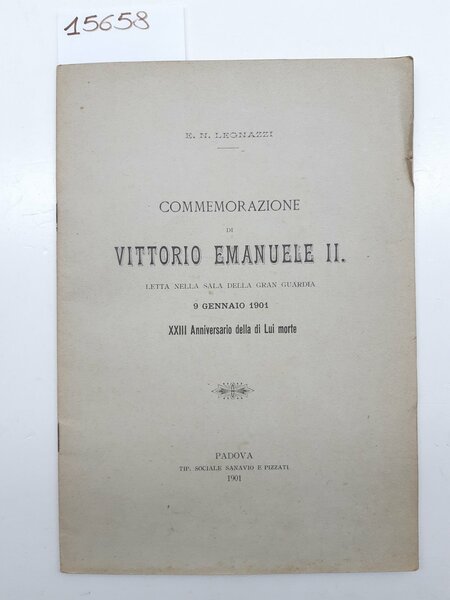 15658
E. N. LEGNAZZI
COMMEMORAZIONE
DI
VITTORIO EMANUELE II.
LETTA NELLA SALA DELLA GRAN GUARDIA
9 GENNAIO 1901
XXIII Anniversario della di Lui morte
PADOVA
TIP. SOCIALE SANAVIO E PIZZATI
1901